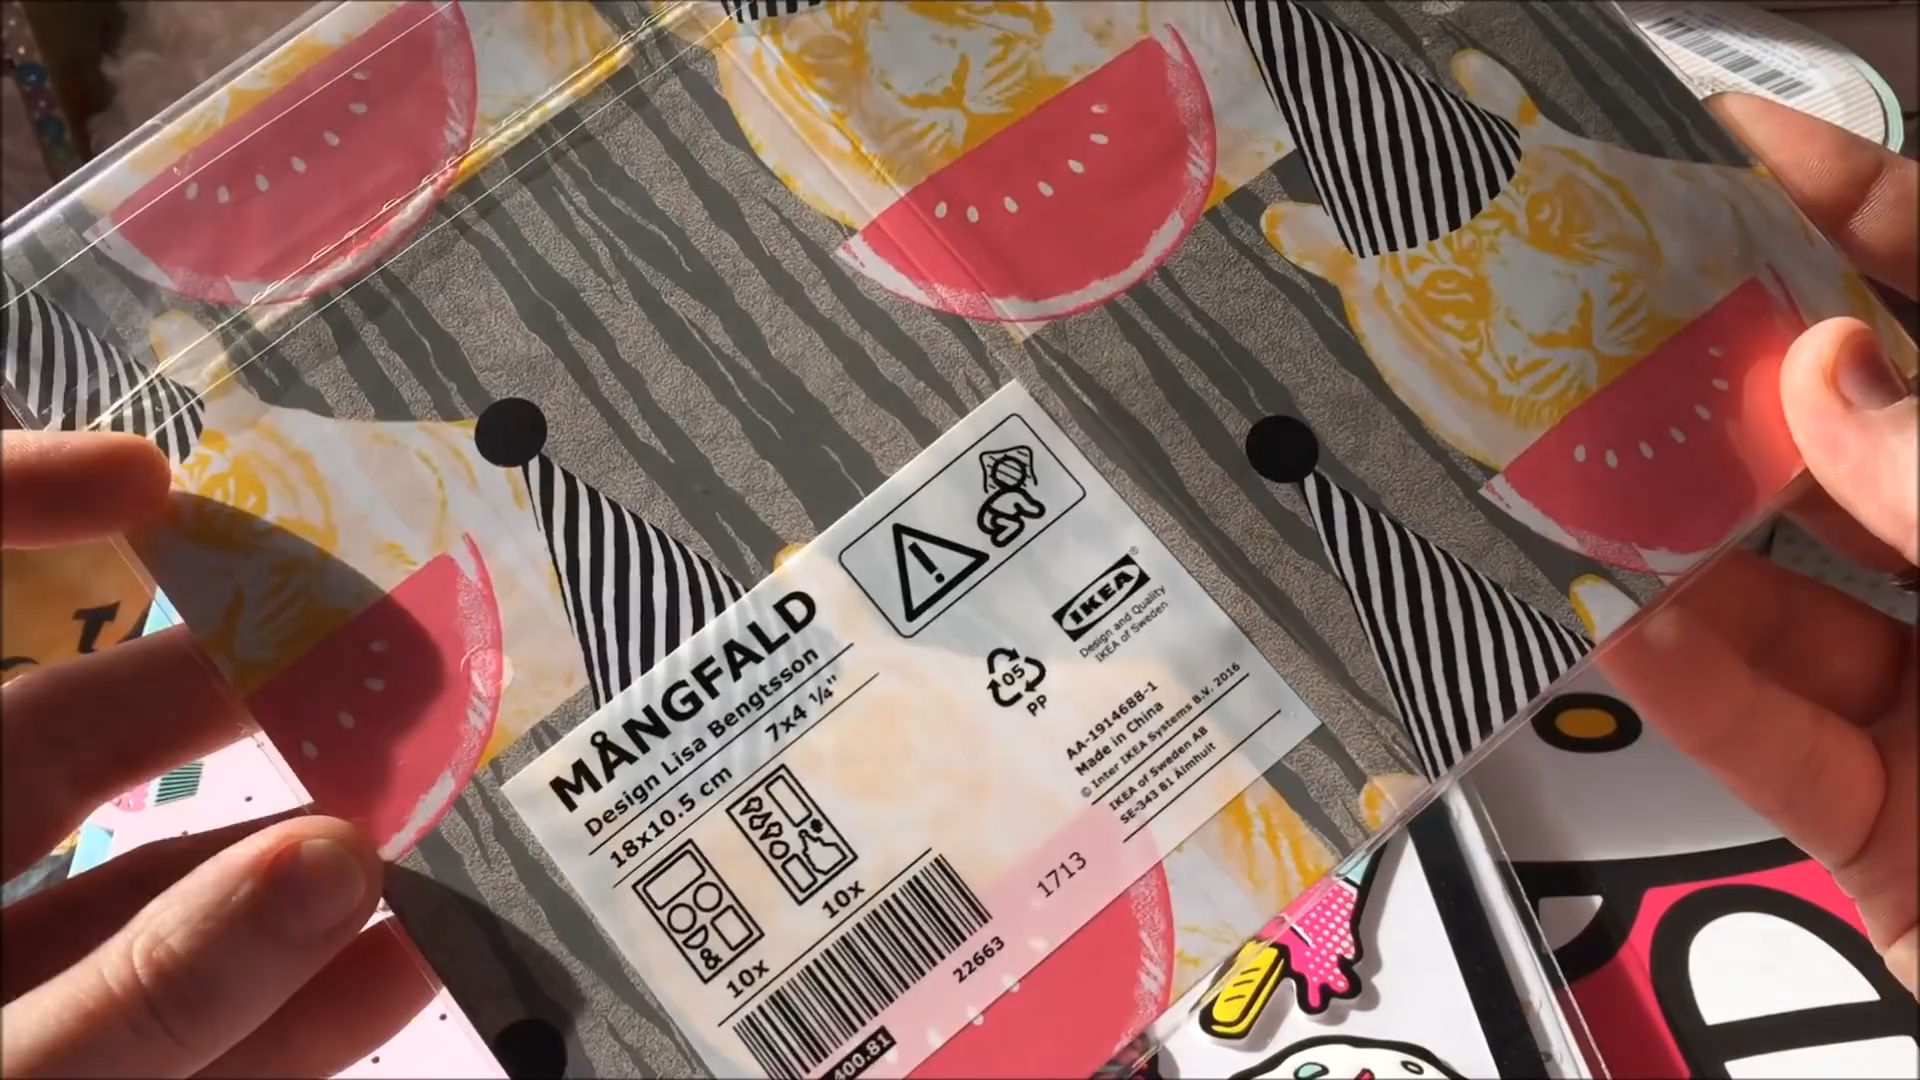 MÅNGFALD
Design Lisa Bengtsson
18x10.5 cm 7x4 ¼"
&
10x
10x
22663
1713
400.81
IKEA®
Design and Quality
IKEA of Sweden
05
PP
AA-1914688-1
Made in China
© Inter IKEA Systems B.V. 2016
IKEA of Sweden AB
SE-343 81 Älmhult